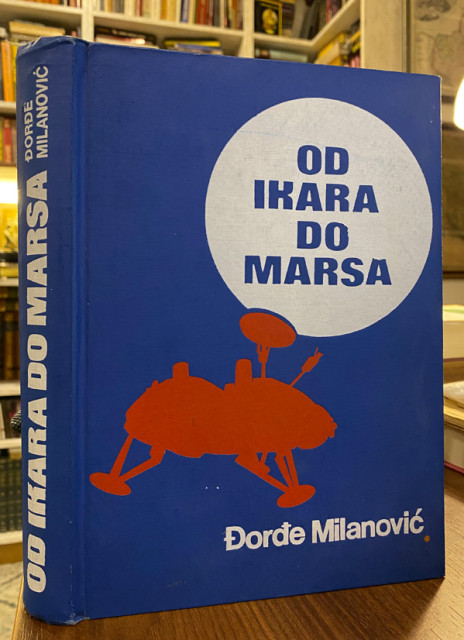 OD
IKARA
DO
MARSA
Đorđe Milanović
OD IKARA DO MARSA
ĐORĐE
MILANOVIĆ